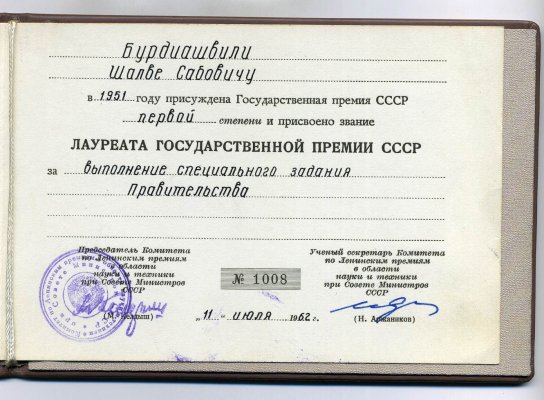 Бурдиашвили
Шалве Сабовичу
в 1951 году присуждена Государственная премия СССР
первой степени и присвоено звание
ЛАУРЕАТА ГОСУДАРСТВЕННОЙ ПРЕМИИ СССР
за выполнение специального задания
Правительства
Председатель Комитета
по Ленинским премиям
в области
науки и техники
при Совете Министров
СССР
(М. Келдыш)
№ 1008
„11 " июля 1962 г.
Ученый секретарь Комитета
по Ленинским премиям
в области
науки и техники
при Совете Министров
СССР
(Н. Аржаников)